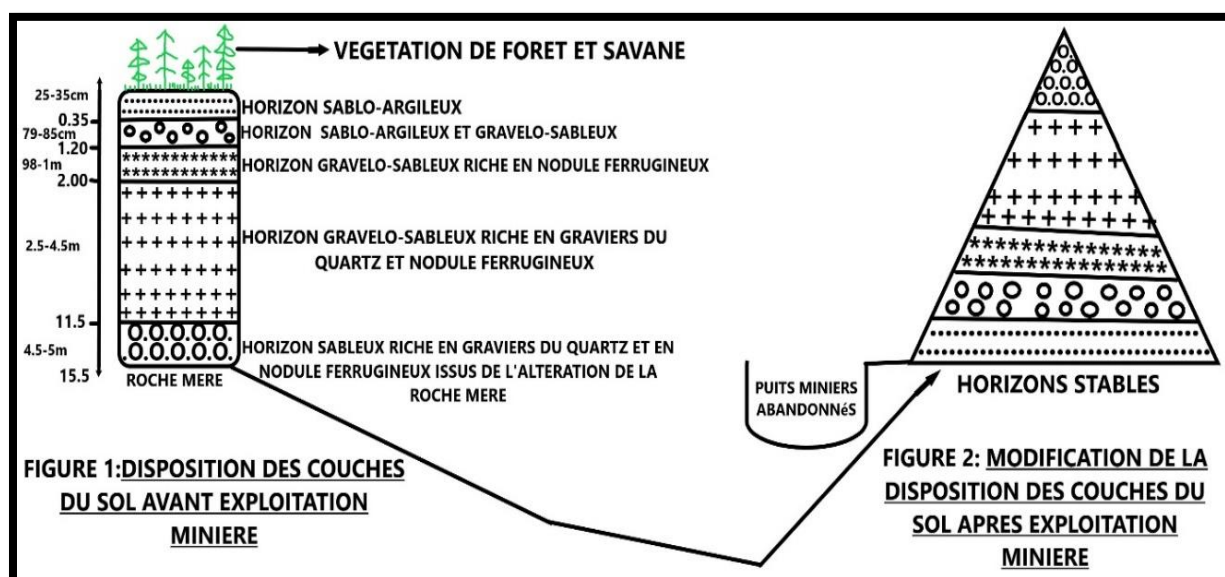 VEGETATION DE FORET ET SAVANE
25-35cm
HORIZON SABLO-ARGILEUX
0.35
79-85cm
HORIZON SABLO-ARGILEUX ET GRAVELO-SABLEUX
1.20
98-1m
HORIZON GRAVELO-SABLEUX RICHE EN NODULE FERRUGINEUX
2.00
2.5-4.5m
HORIZON GRAVELO-SABLEUX RICHE EN GRAVIERS DU
QUARTZ ET NODULE FERRUGINEUX
11.5
4.5-5m
HORIZON SABLEUX RICHE EN GRAVIERS DU QUARTZ ET EN
NODULE FERRUGINEUX ISSUS DE L'ALTERATION DE LA
ROCHE MERE
15.5
ROCHE MERE
FIGURE 1:DISPOSITION DES COUCHES
DU SOL AVANT EXPLOITATION
MINIERE
PUITS MINIERS
ABANDONNéS
HORIZONS STABLES
FIGURE 2: MODIFICATION DE LA
DISPOSITION DES COUCHES DU
SOL APRES EXPLOITATION
MINIERE